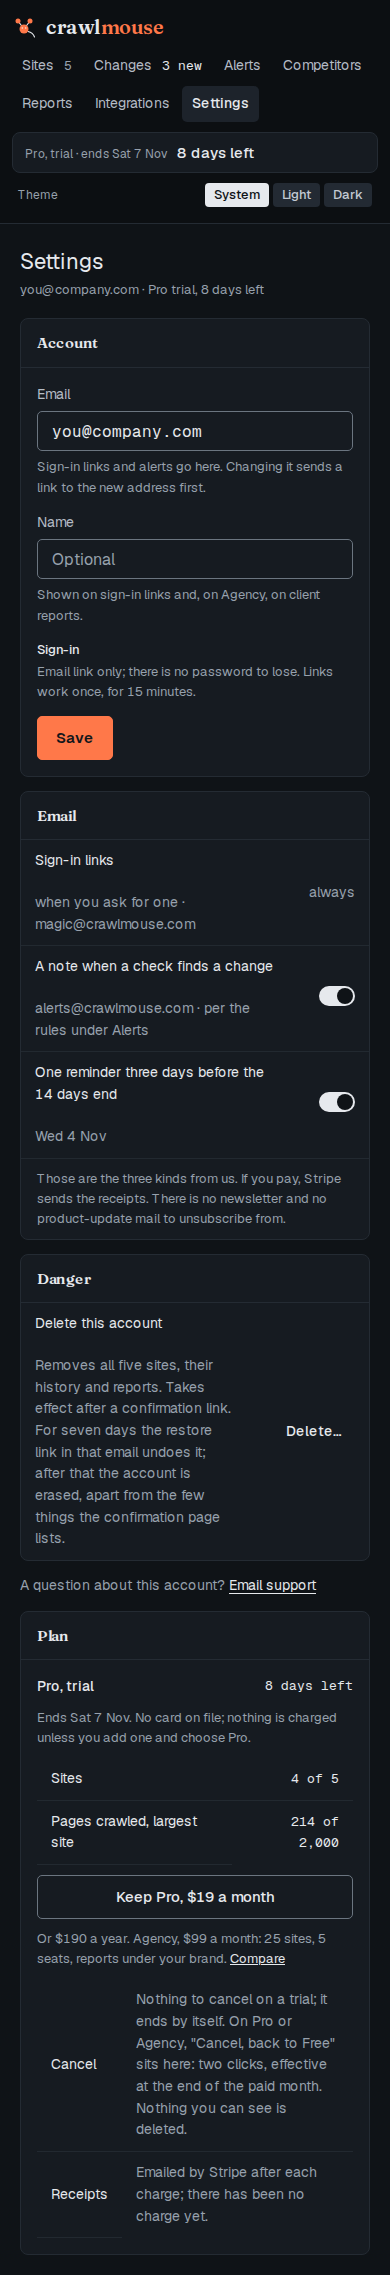 crawlmouse
Sites 5 Changes 3 new Alerts Competitors
Reports Integrations Settings
Pro, trial · ends Sat 7 Nov 8 days left
Theme System Light Dark
Settings
you@company.com · Pro trial, 8 days left
Account
Email
you@company.com
Sign-in links and alerts go here. Changing it sends a
link to the new address first.
Name
Optional
Shown on sign-in links and, on Agency, on client
reports.
Sign-in
Email link only; there is no password to lose. Links
work once, for 15 minutes.
Save
Email
Sign-in links
always
when you ask for one ·
magic@crawlmouse.com
A note when a check finds a change
alerts@crawlmouse.com · per the
rules under Alerts
One reminder three days before the
14 days end
Wed 4 Nov
Those are the three kinds from us. If you pay, Stripe
sends the receipts. There is no newsletter and no
product-update mail to unsubscribe from.
Danger
Delete this account
Removes all five sites, their
history and reports. Takes
effect after a confirmation link.
For seven days the restore
link in that email undoes it;
after that the account is
erased, apart from the few
things the confirmation page
lists.
Delete…
A question about this account? Email support
Plan
Pro, trial 8 days left
Ends Sat 7 Nov. No card on file; nothing is charged
unless you add one and choose Pro.
Sites 4 of 5
Pages crawled, largest
site
214 of
2,000
Keep Pro, $19 a month
Or $190 a year. Agency, $99 a month: 25 sites, 5
seats, reports under your brand. Compare
Cancel
Nothing to cancel on a trial; it
ends by itself. On Pro or
Agency, "Cancel, back to Free"
sits here: two clicks, effective
at the end of the paid month.
Nothing you can see is
deleted.
Receipts
Emailed by Stripe after each
charge; there has been no
charge yet.